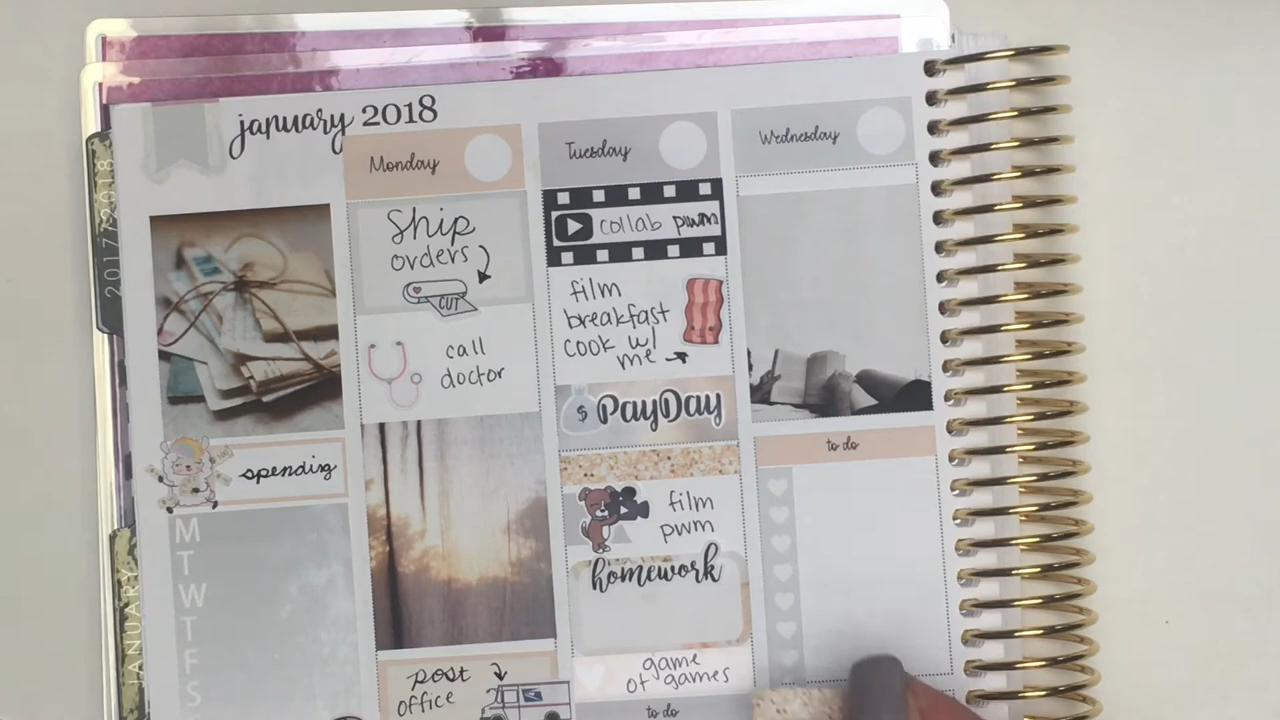 january 2018
Monday
Tuesday
Wednesday
Ship
orders
CUT
call
doctor
collab pwm
film
breakfast
cook w/
me
$ PayDay
film
pwm
homework
game
of games
to do
to do
spending
M
T
W
T
F
S
post
office
2017/2018
JANUARY